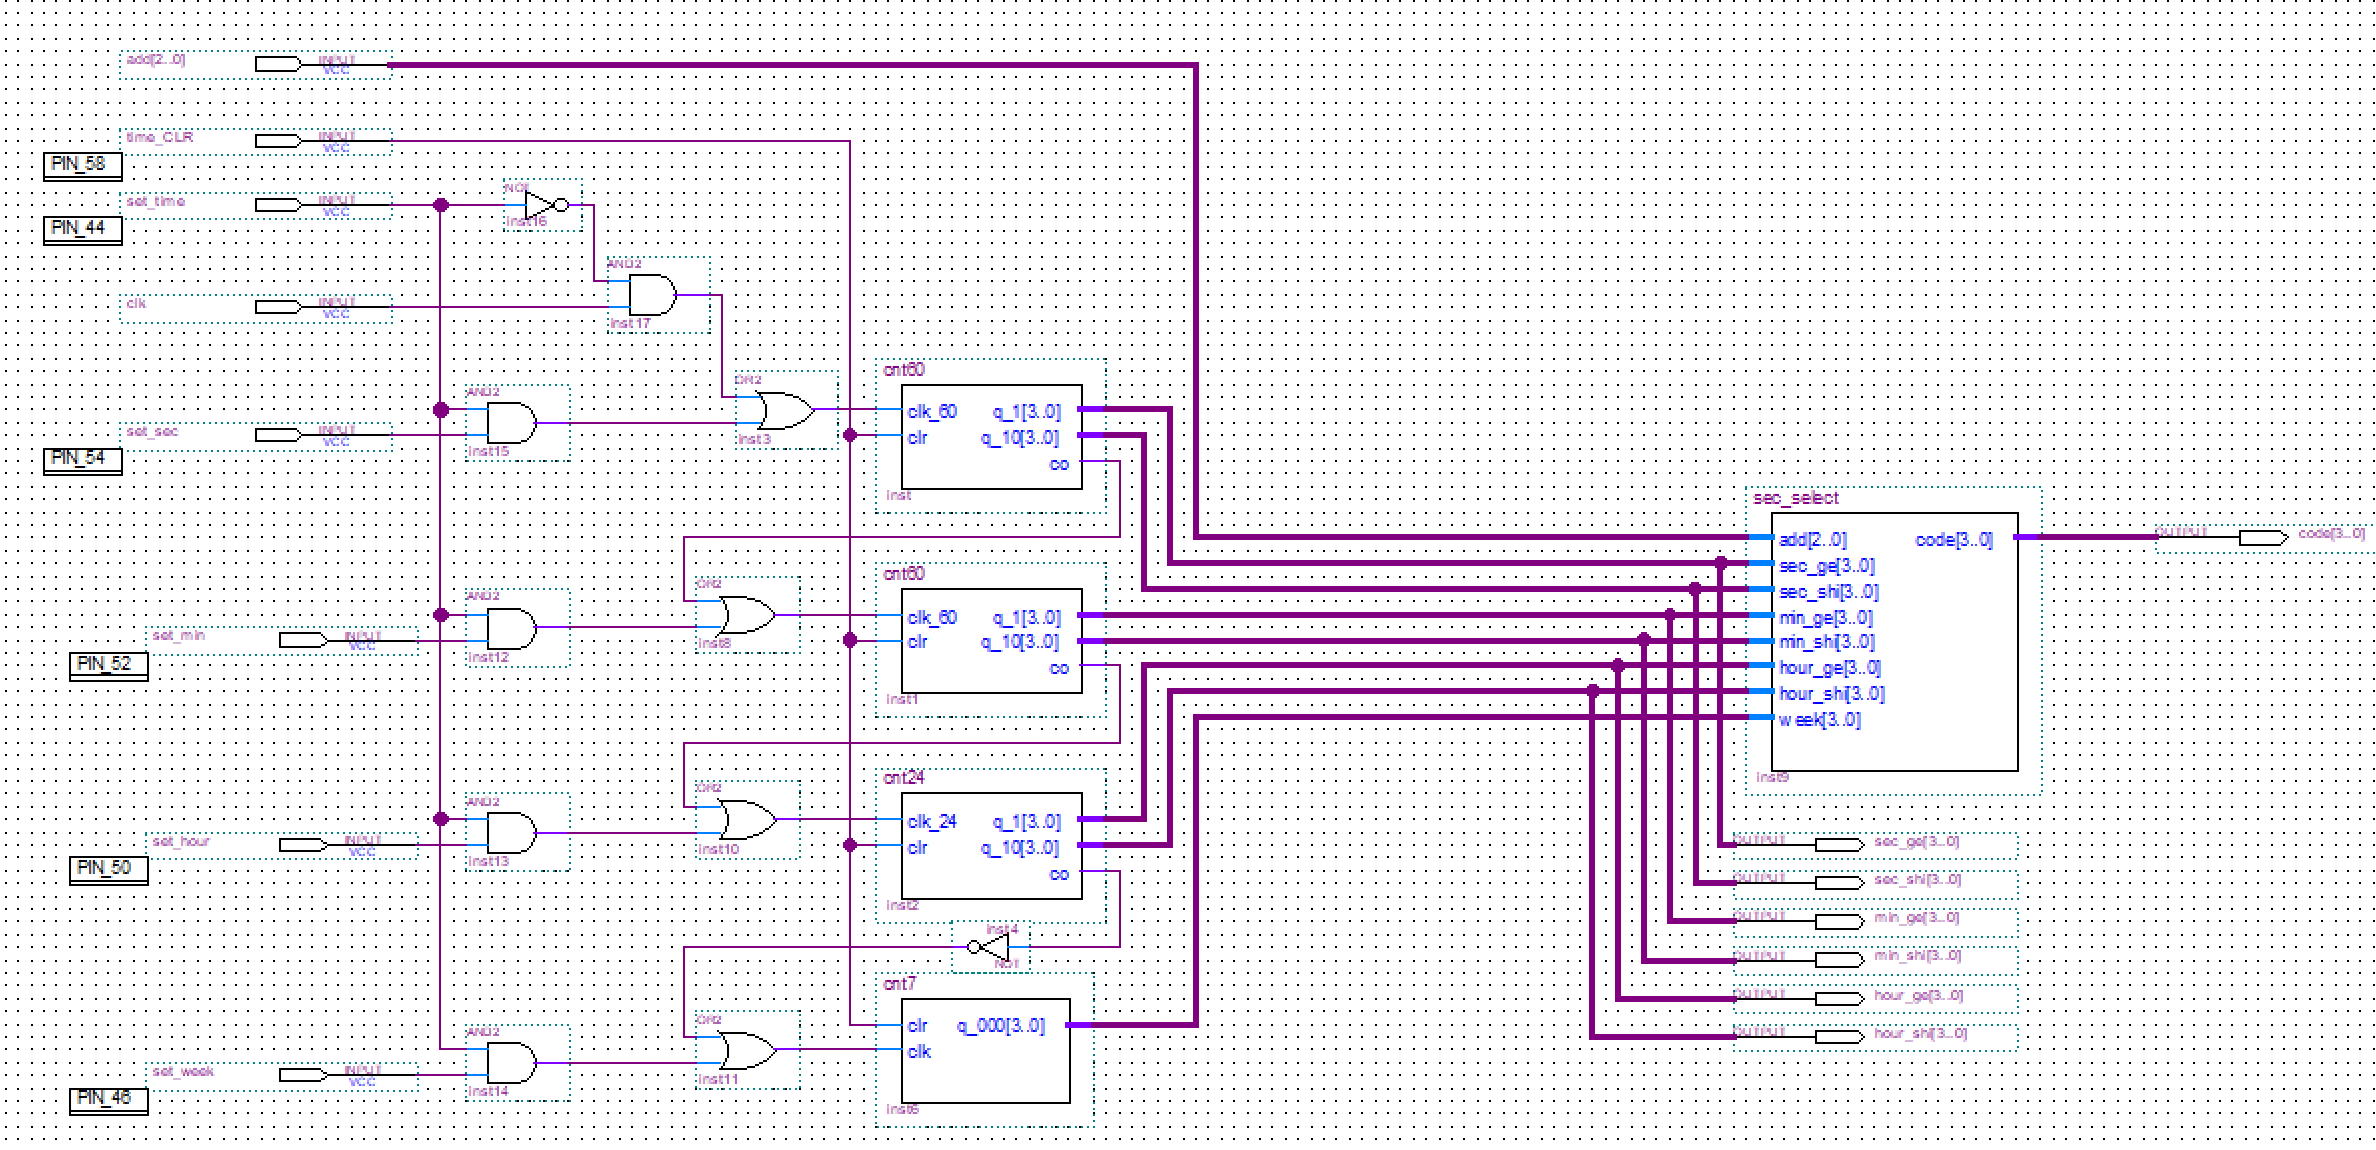 add[2..0]
INPUT
VCC
time_CLR
INPUT
VCC
PIN_58
set_time
INPUT
VCC
PIN_44
NOT
inst16
AND2
inst17
clk
INPUT
VCC
OR2
inst3
AND2
inst15
set_sec
INPUT
VCC
PIN_54
cnt60
clk_60
q_1[3..0]
clr
q_10[3..0]
co
inst
cnt60
clk_60
q_1[3..0]
clr
q_10[3..0]
co
inst1
OR2
inst8
AND2
inst12
set_min
INPUT
VCC
PIN_52
cnt24
clk_24
q_1[3..0]
clr
q_10[3..0]
co
inst2
OR2
inst10
AND2
inst13
set_hour
INPUT
VCC
PIN_50
inst4
NOT
cnt7
clr
q_000[3..0]
clk
inst6
OR2
inst11
AND2
inst14
set_week
INPUT
VCC
PIN_46
sec_select
add[2..0]
code[3..0]
sec_ge[3..0]
sec_shi[3..0]
min_ge[3..0]
min_shi[3..0]
hour_ge[3..0]
hour_shi[3..0]
week[3..0]
inst9
OUTPUT
code[3..0]
OUTPUT
sec_ge[3..0]
OUTPUT
sec_shi[3..0]
OUTPUT
min_ge[3..0]
OUTPUT
min_shi[3..0]
OUTPUT
hour_ge[3..0]
OUTPUT
hour_shi[3..0]